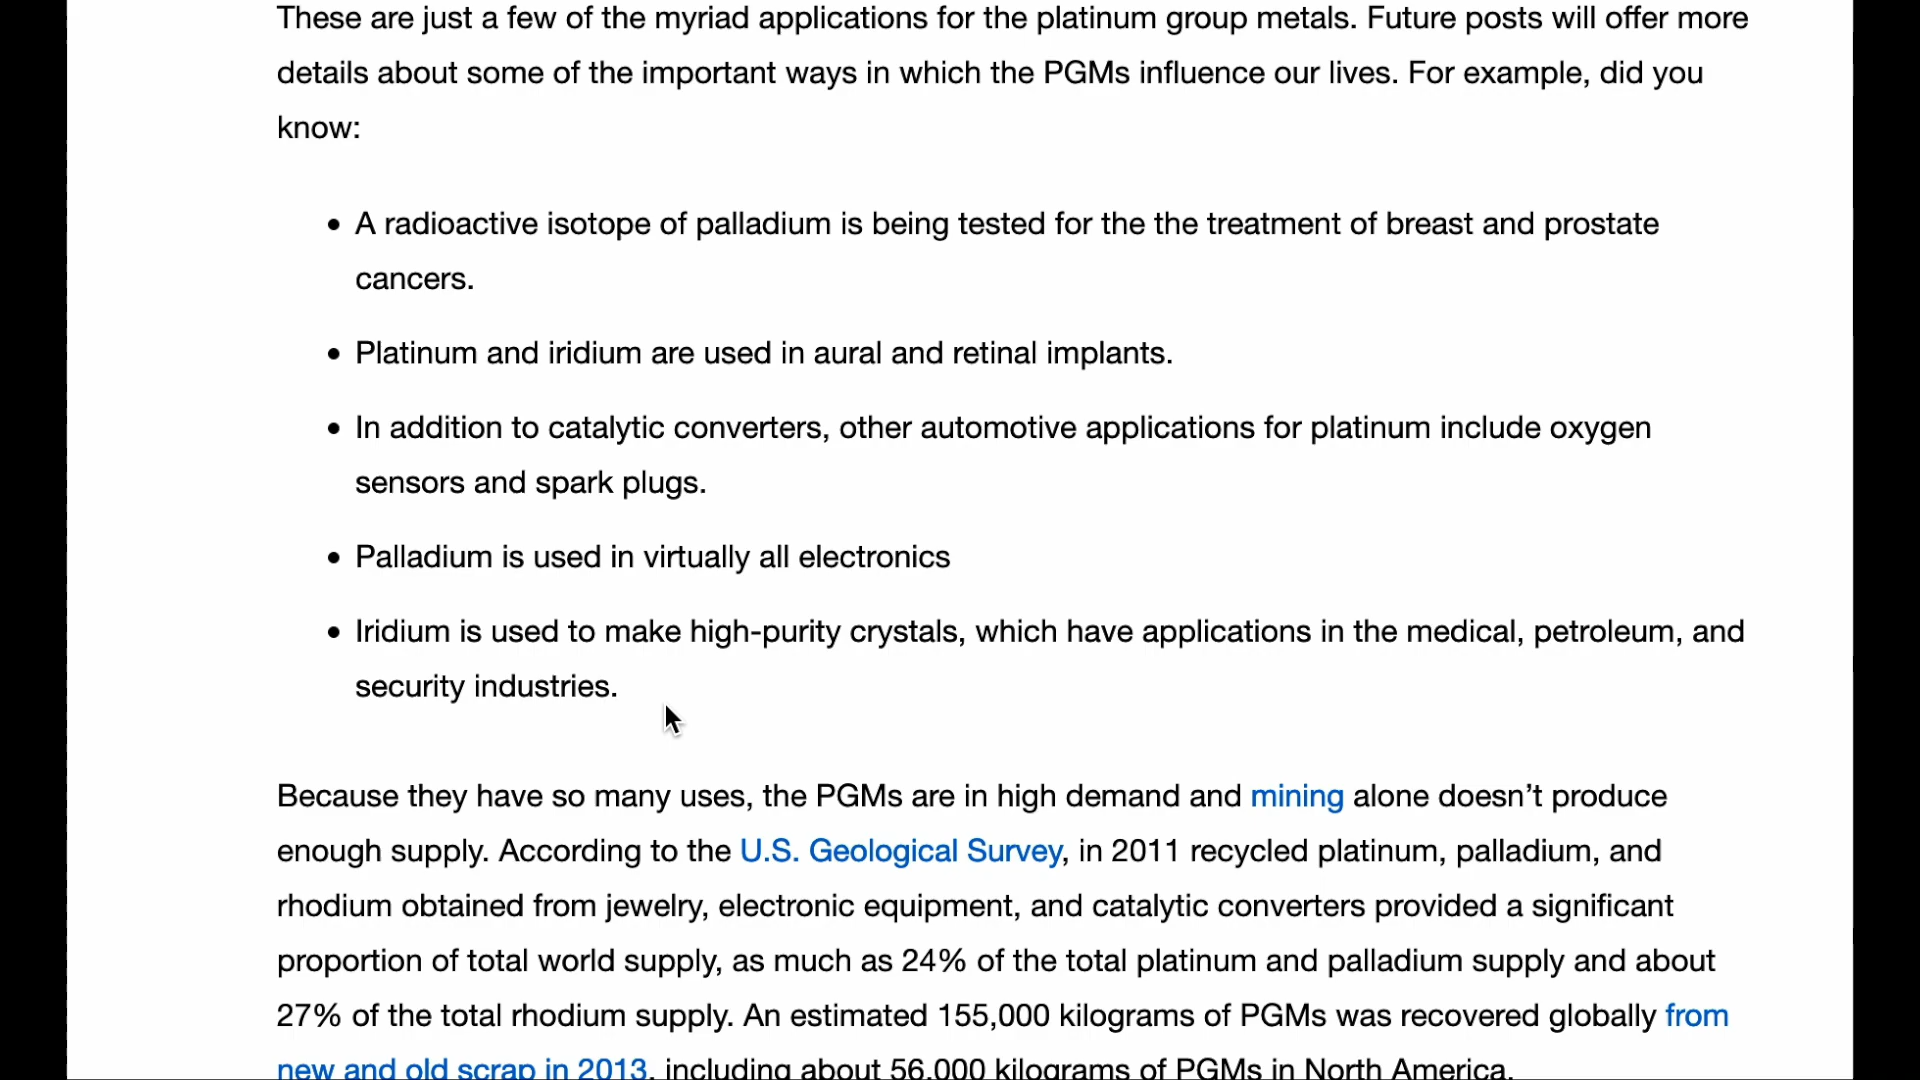 These are just a few of the myriad applications for the platinum group metals. Future posts will offer more
details about some of the important ways in which the PGMs influence our lives. For example, did you
know:
• A radioactive isotope of palladium is being tested for the the treatment of breast and prostate
cancers.
• Platinum and iridium are used in aural and retinal implants.
• In addition to catalytic converters, other automotive applications for platinum include oxygen
sensors and spark plugs.
• Palladium is used in virtually all electronics
• Iridium is used to make high-purity crystals, which have applications in the medical, petroleum, and
security industries.
Because they have so many uses, the PGMs are in high demand and mining alone doesn’t produce
enough supply. According to the U.S. Geological Survey, in 2011 recycled platinum, palladium, and
rhodium obtained from jewelry, electronic equipment, and catalytic converters provided a significant
proportion of total world supply, as much as 24% of the total platinum and palladium supply and about
27% of the total rhodium supply. An estimated 155,000 kilograms of PGMs was recovered globally from
new and old scrap in 2013, including about 56,000 kilograms of PGMs in North America.